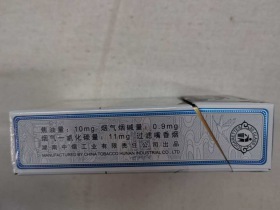 焦油量：10mg 烟气烟碱量：0.9mg
烟气一氧化碳量：11mg 过滤嘴香烟
湖南中烟工业有限责任公司出品
MANUFACTURED BY CHINA TOBACCO HUNAN INDUSTRIAL CO., LTD